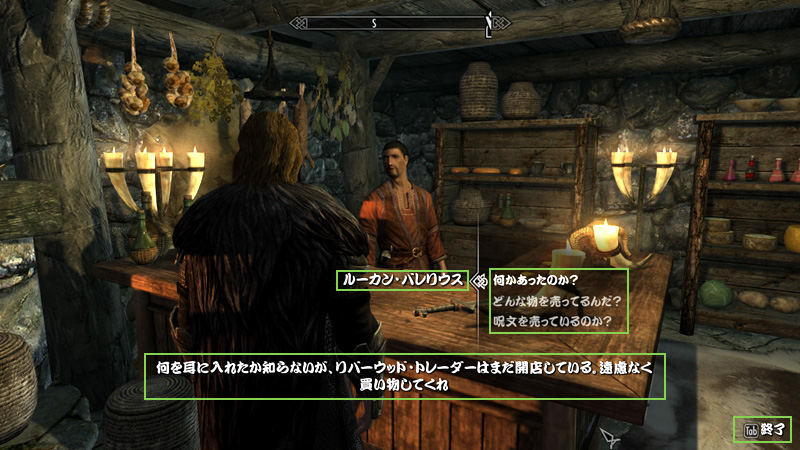 S
N
ルーカン・バレリウス
何かあったのか?
どんな物を売ってるんだ?
呪文を売っているのか?
何を耳に入れたか知らないが、リバーウッド・トレーダーはまだ開店している。遠慮なく
買い物してくれ
Tab 終了